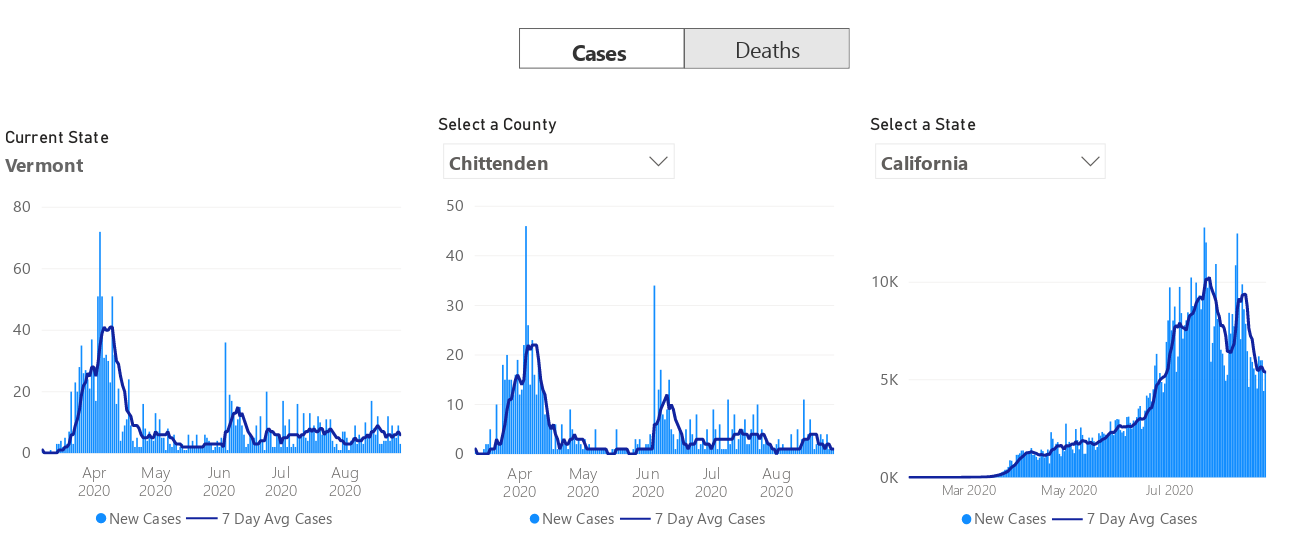 Cases Deaths
Current State
Vermont
80
60
40
20
0
Apr 2020
May 2020
Jun 2020
Jul 2020
Aug 2020
New Cases 7 Day Avg Cases
Select a County
Chittenden
50
40
30
20
10
0
Apr 2020
May 2020
Jun 2020
Jul 2020
Aug 2020
New Cases 7 Day Avg Cases
Select a State
California
10K
5K
0K
Mar 2020 May 2020 Jul 2020
New Cases 7 Day Avg Cases